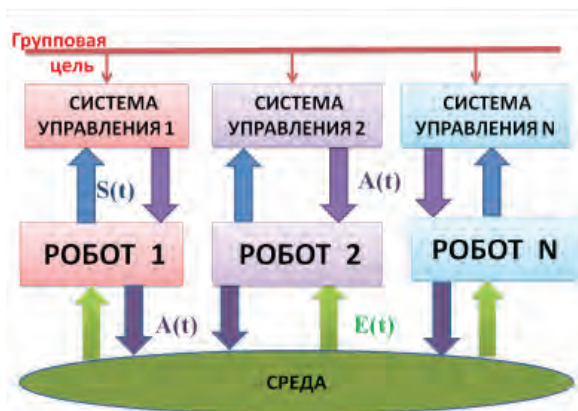 Групповая
цель
СИСТЕМА
УПРАВЛЕНИЯ 1
СИСТЕМА
УПРАВЛЕНИЯ 2
СИСТЕМА
УПРАВЛЕНИЯ N
S(t)
A(t)
РОБОТ 1
РОБОТ 2
РОБОТ N
A(t)
E(t)
СРЕДА